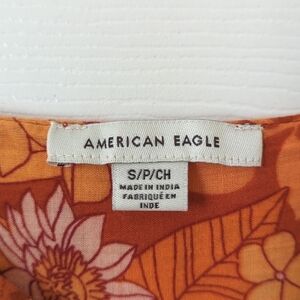 AMERICAN EAGLE
S/P/CH
MADE IN INDIA
FABRIQUÉ EN
INDE